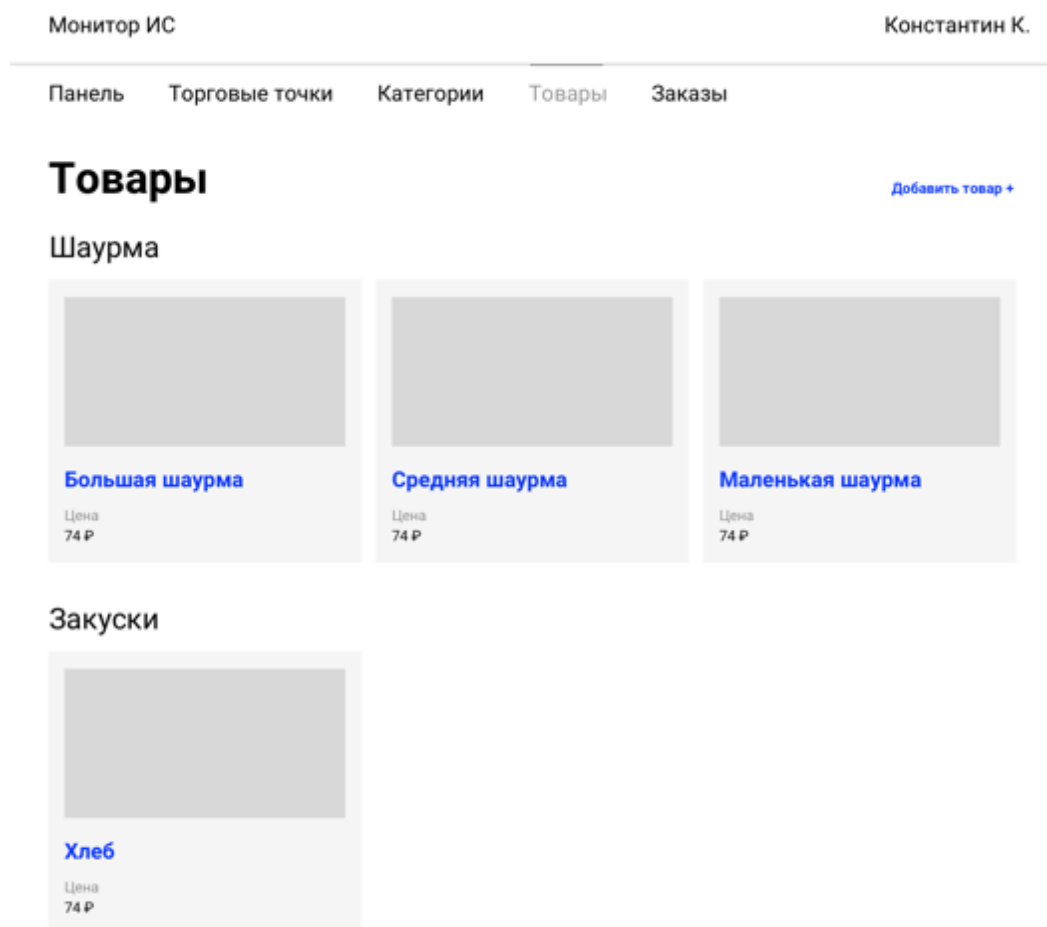 Монитор ИС Константин К.
Панель Торговые точки Категории Товары Заказы
Товары Добавить товар +
Шаурма
Большая шаурма Средняя шаурма Маленькая шаурма
Цена Цена Цена
74 ₽ 74 ₽ 74 ₽
Закуски
Хлеб
Цена
74 ₽